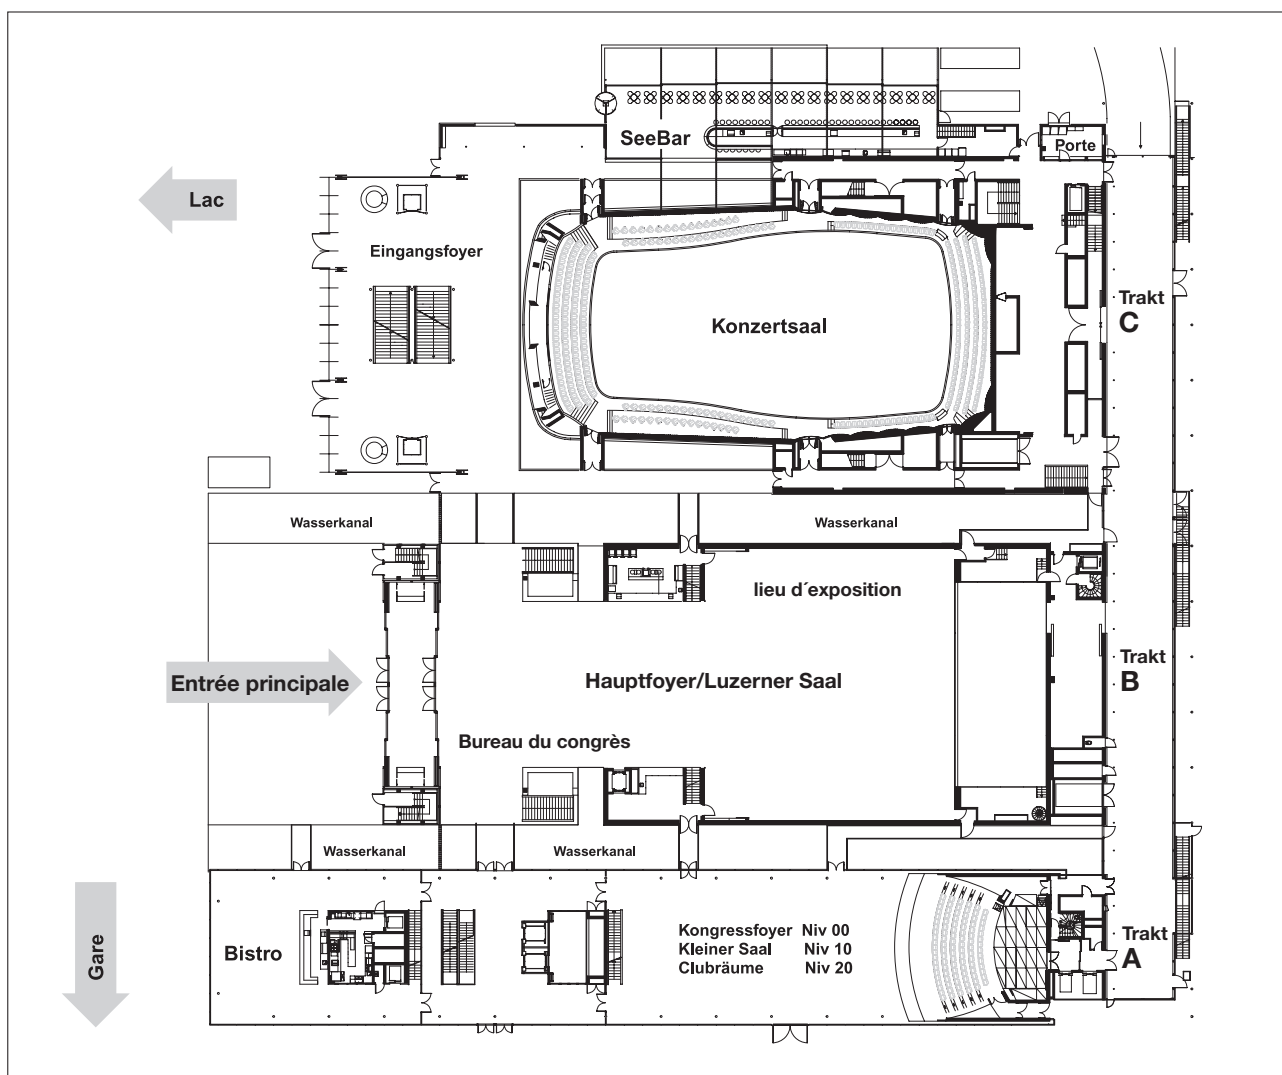 SeeBar
Porte
Lac
Eingangsfoyer
Trakt
C
Konzertsaal
Wasserkanal
Wasserkanal
lieu d´exposition
Trakt
B
Entrée principale
Hauptfoyer/Luzerner Saal
Bureau du congrès
Wasserkanal
Wasserkanal
Gare
Bistro
Kongressfoyer Niv 00
Kleiner Saal Niv 10
Clubräume Niv 20
Trakt
A